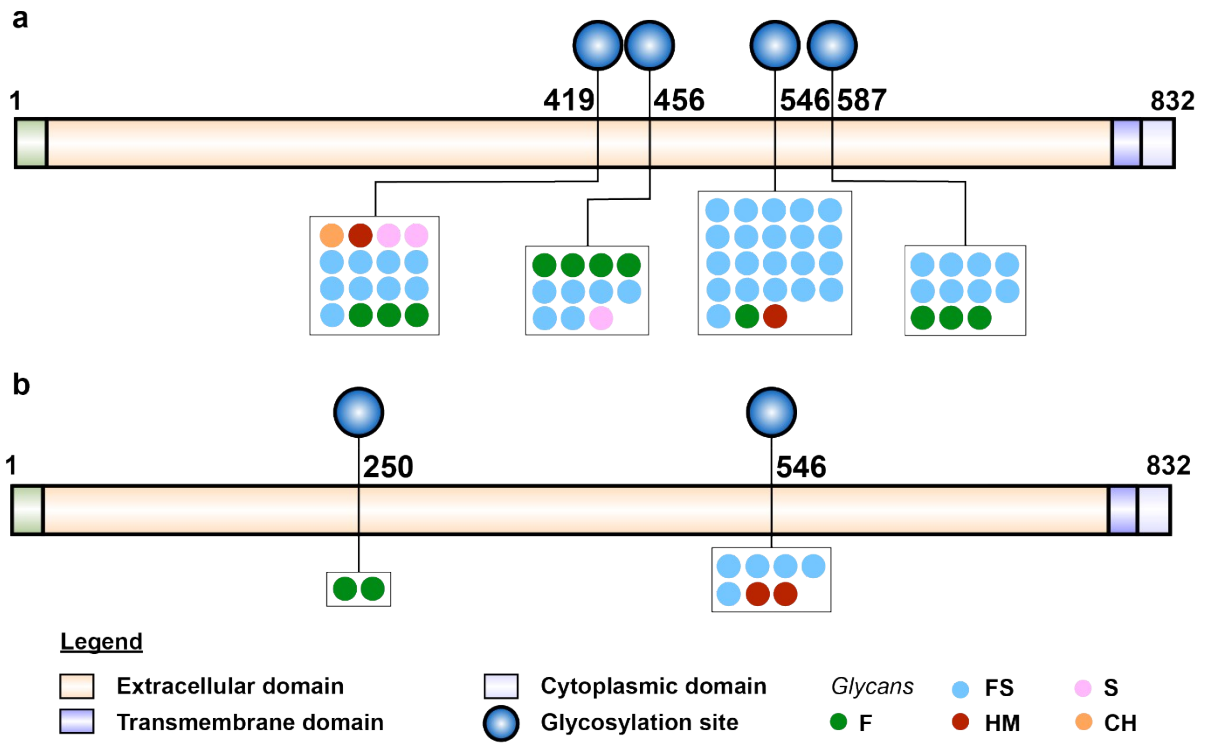 a
1 419 456 546 587 832
b
1 250 546 832
Legend
Extracellular domain Cytoplasmic domain Glycans FS S
Transmembrane domain Glycosylation site F HM CH